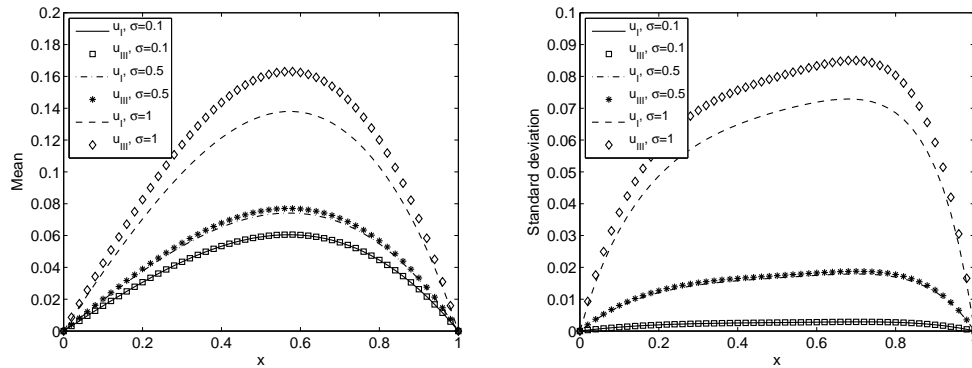 0.2
0.18
0.16
0.14
0.12
0.1
0.08
0.06
0.04
0.02
0
Mean
u_I, σ=0.1
u_III, σ=0.1
u_I, σ=0.5
u_III, σ=0.5
u_I, σ=1
u_III, σ=1
0 0.2 0.4 0.6 0.8 1
x
0.1
0.09
0.08
0.07
0.06
0.05
0.04
0.03
0.02
0.01
0
Standard deviation
u_I, σ=0.1
u_III, σ=0.1
u_I, σ=0.5
u_III, σ=0.5
u_I, σ=1
u_III, σ=1
0 0.2 0.4 0.6 0.8
x